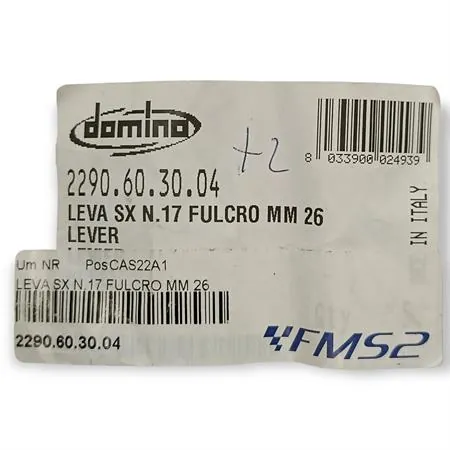 domino
+2
8 033900 024939
2290.60.30.04
LEVA SX N.17 FULCRO MM 26
LEVER
IN ITALY
Um NR PosCAS22A1
LEVA SX N.17 FULCRO MM 26
2290.60.30.04
FMS2